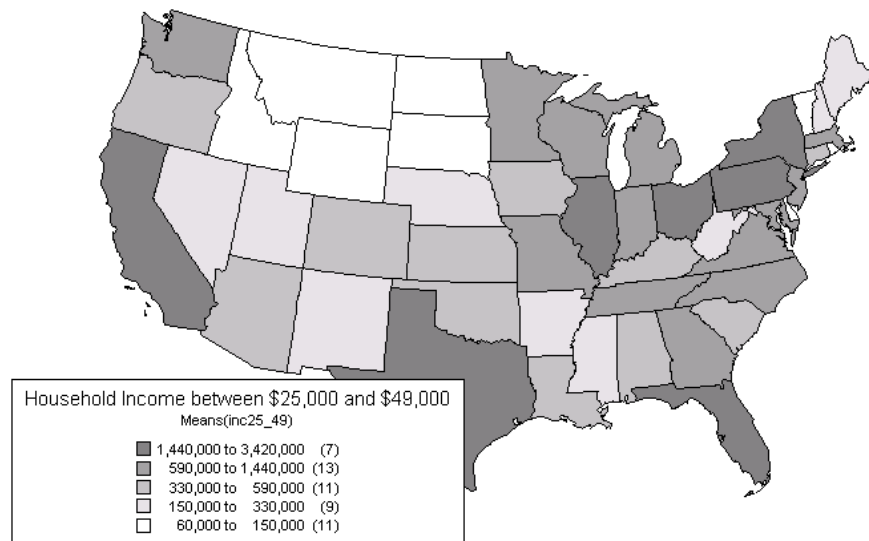 Household Income between $25,000 and $49,000
Means(inc25_49)
1,440,000 to 3,420,000 (7)
590,000 to 1,440,000 (13)
330,000 to 590,000 (11)
150,000 to 330,000 (9)
60,000 to 150,000 (11)